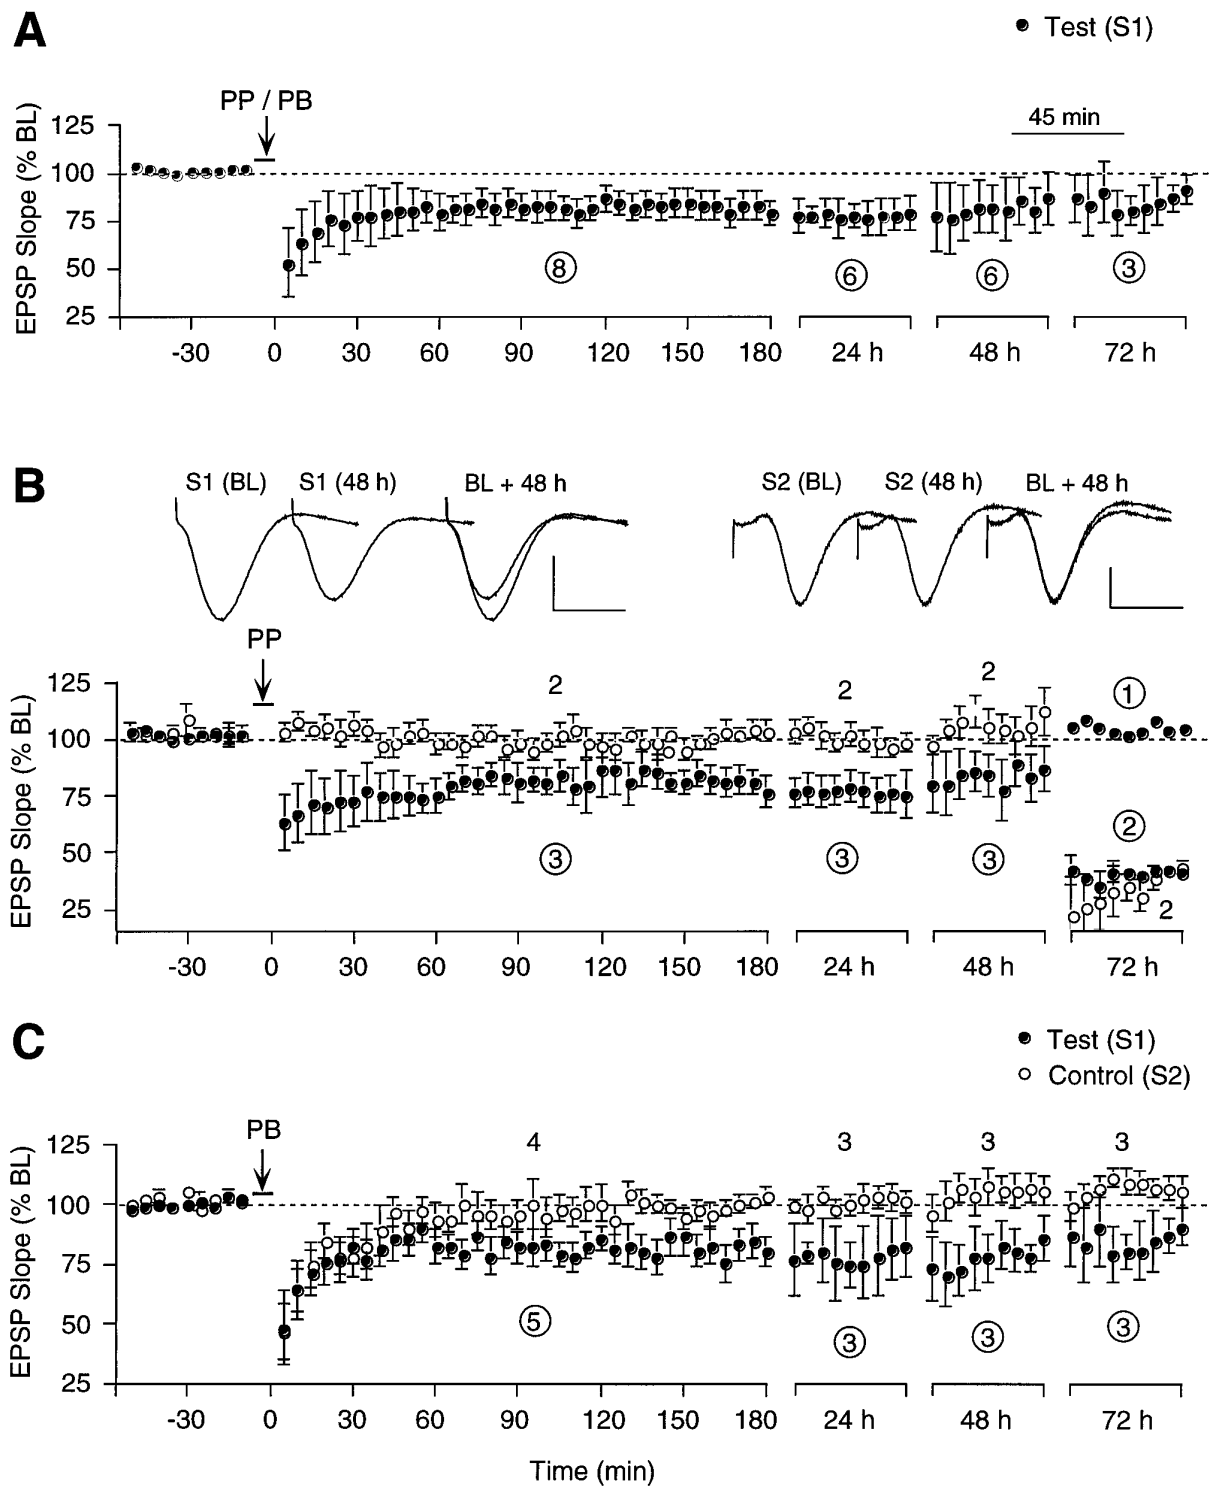 A
Test (S1)
PP / PB
45 min
EPSP Slope (% BL)
125
100
75
50
25
8
6
6
3
-30 0 30 60 90 120 150 180 24 h 48 h 72 h
B
S1 (BL) S1 (48 h) BL + 48 h S2 (BL) S2 (48 h) BL + 48 h
PP
EPSP Slope (% BL)
125
100
75
50
25
2 2 2 1
2
3 3 3
2
-30 0 30 60 90 120 150 180 24 h 48 h 72 h
C
Test (S1)
Control (S2)
PB
EPSP Slope (% BL)
125
100
75
50
25
4 3 3 3
5 3 3 3
-30 0 30 60 90 120 150 180 24 h 48 h 72 h
Time (min)